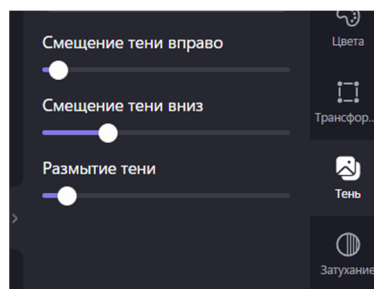 Смещение тени вправо
Смещение тени вниз
Размытие тени
Цвета
Трансфор...
Тень
Затухание